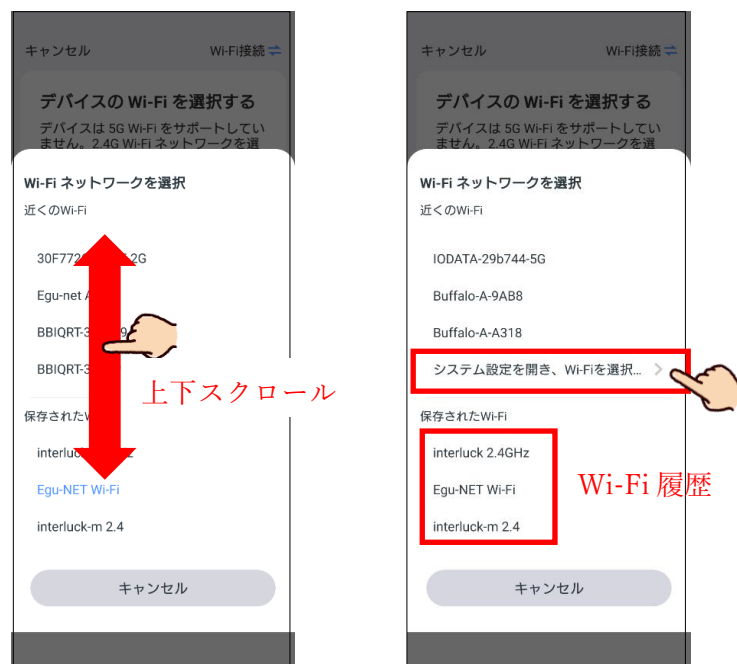 キャンセル Wi-Fi接続
デバイスの Wi-Fi を選択する
デバイスは 5G Wi-Fi をサポートしてい
ません。2.4G Wi-Fi ネットワークを選
Wi-Fi ネットワークを選択
近くのWi-Fi
30F772 2G
Egu-net
BBIQRT-3
BBIQRT-3
上下スクロール
保存された
Egu-NET Wi-Fi
interluck-m 2.4
キャンセル
キャンセル Wi-Fi接続
デバイスの Wi-Fi を選択する
デバイスは 5G Wi-Fi をサポートしてい
ません。2.4G Wi-Fi ネットワークを選
Wi-Fi ネットワークを選択
近くのWi-Fi
IODATA-29b744-5G
Buffalo-A-9AB8
Buffalo-A-A318
システム設定を開き、Wi-Fiを選択...
保存されたWi-Fi
interluck 2.4GHz
Egu-NET Wi-Fi
interluck-m 2.4
Wi-Fi 履歴
キャンセル